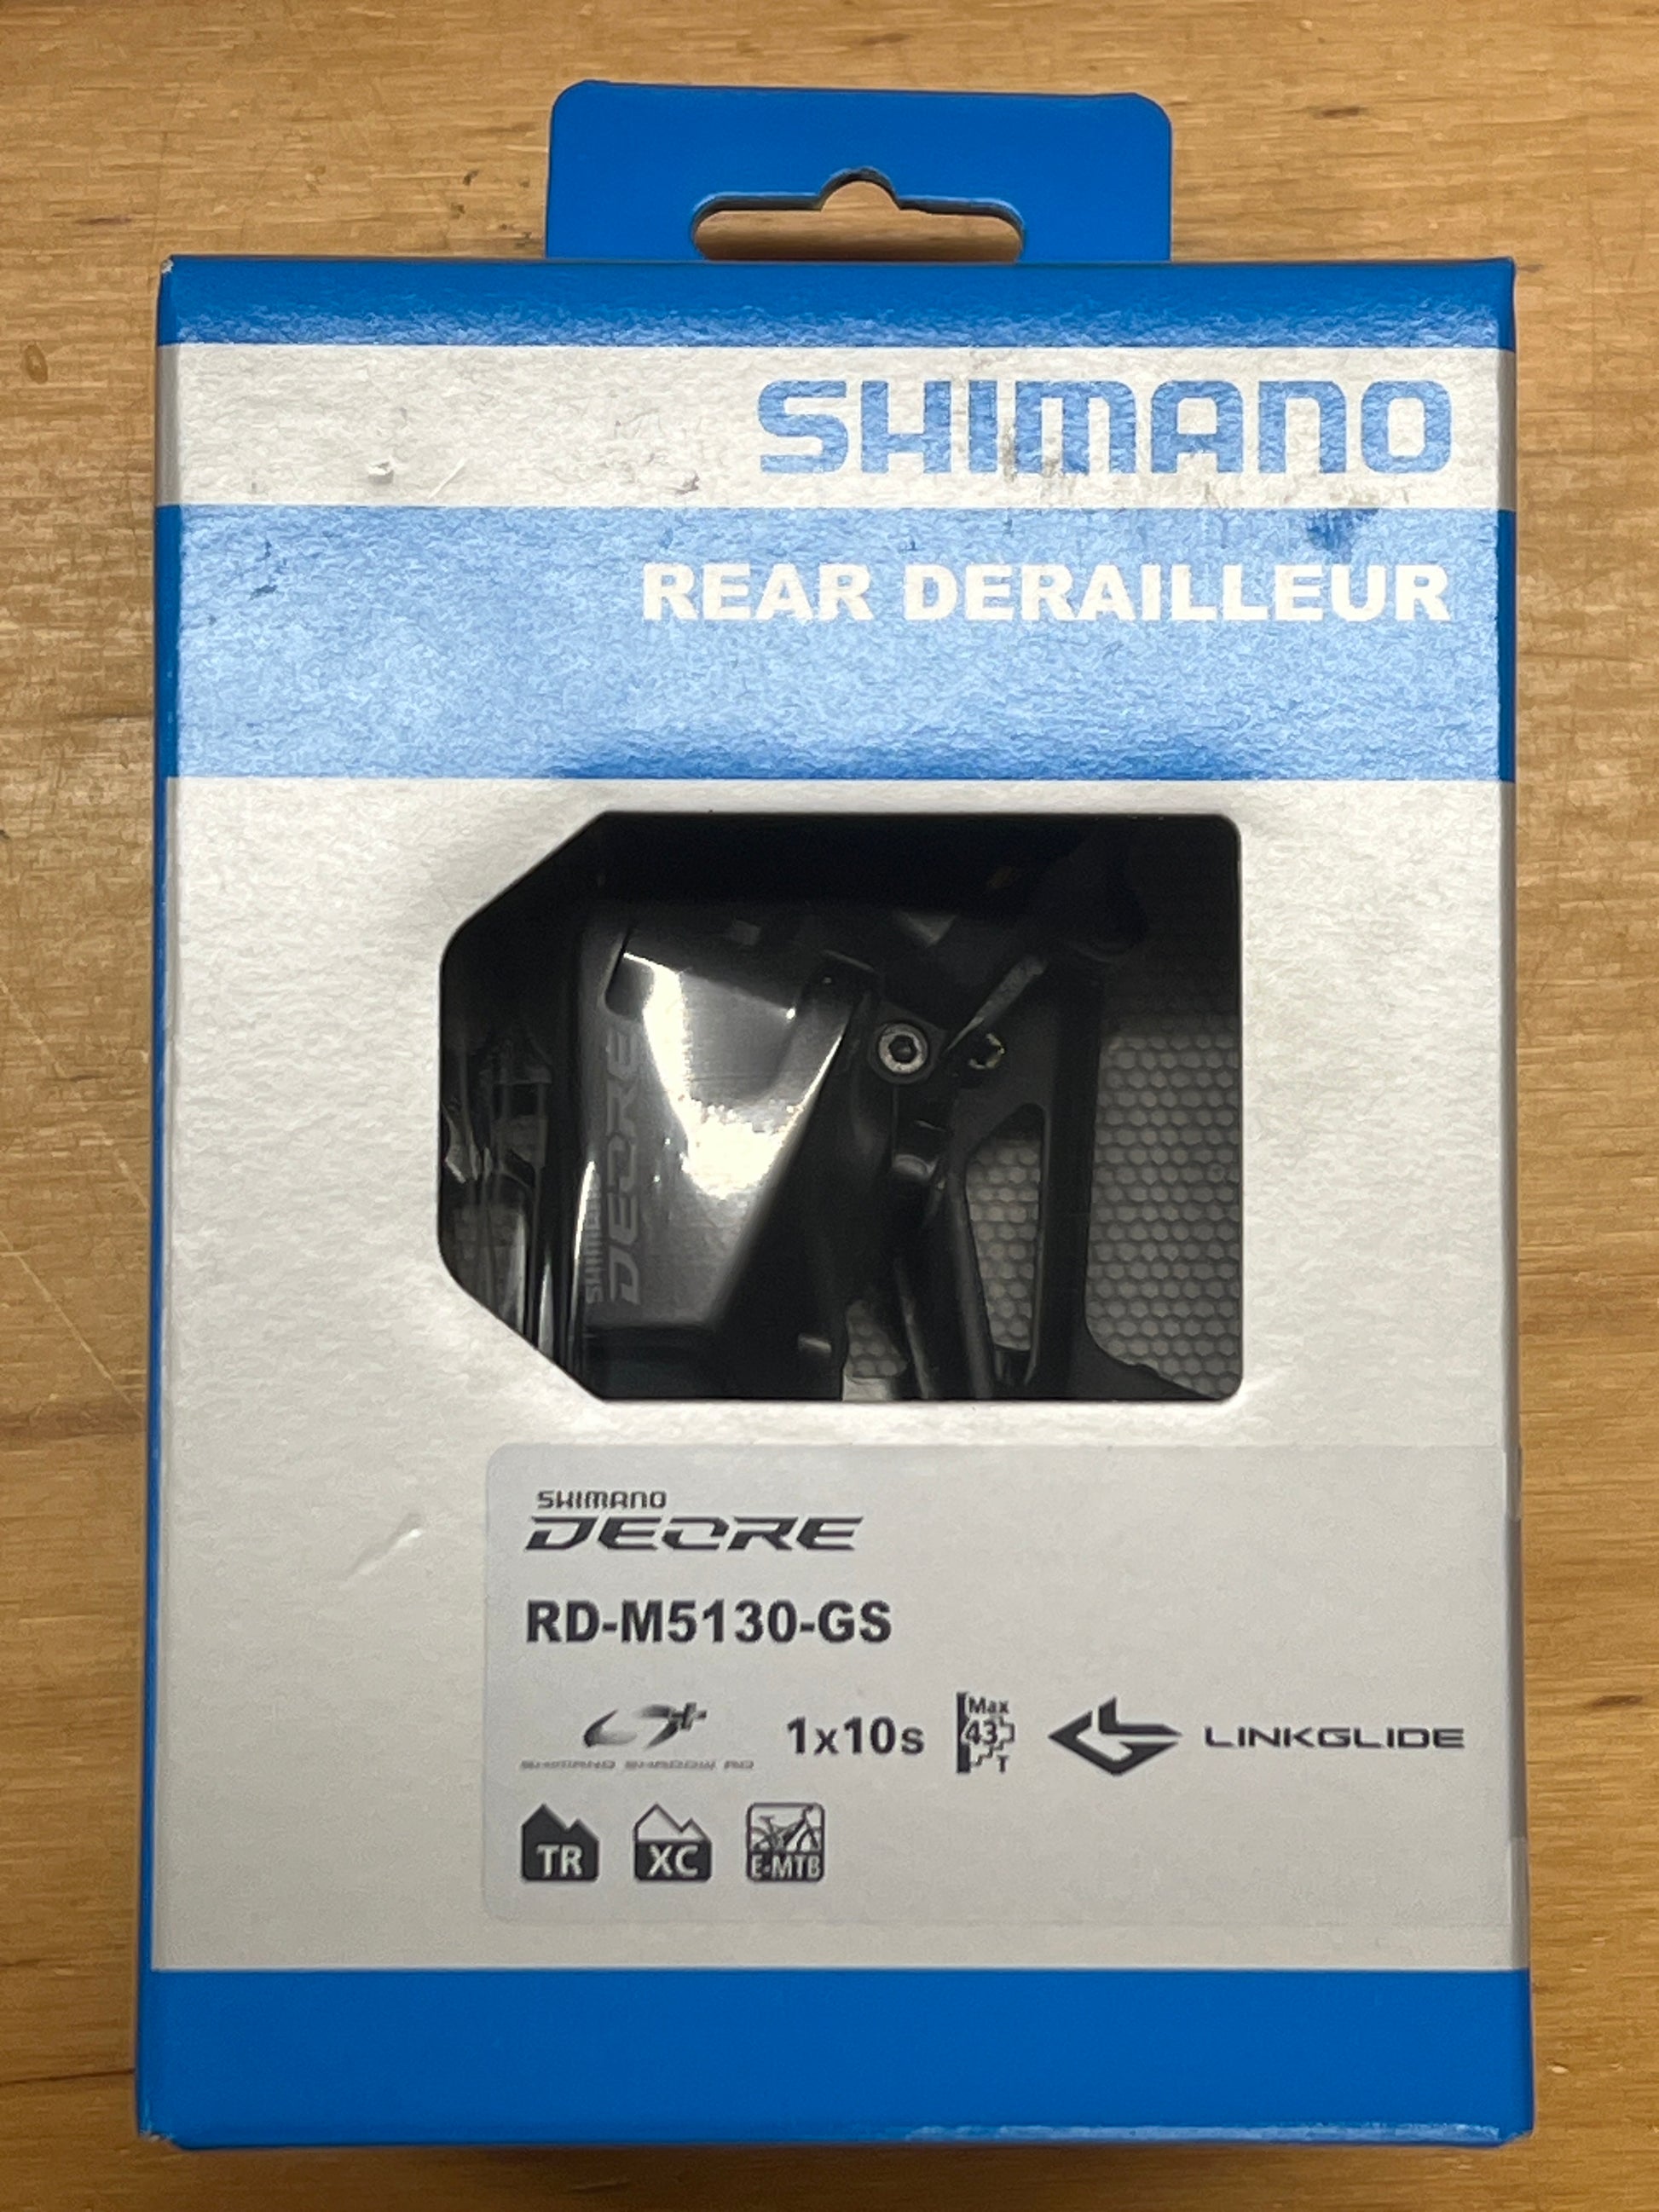 SHIMANO
REAR DERAILLEUR
SHIMANO
DEORE
SHIMANO
DEORE
RD-M5130-GS
SHIMANO SHADOW RD+
1x10s
Max
43
T
LINKGLIDE
TR
XC
E-MTB